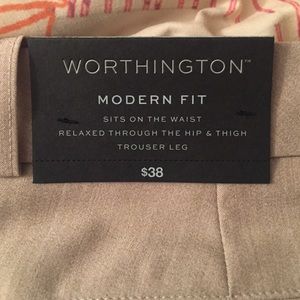 WORTHINGTON™
MODERN FIT
SITS ON THE WAIST
RELAXED THROUGH THE HIP & THIGH
TROUSER LEG
$38